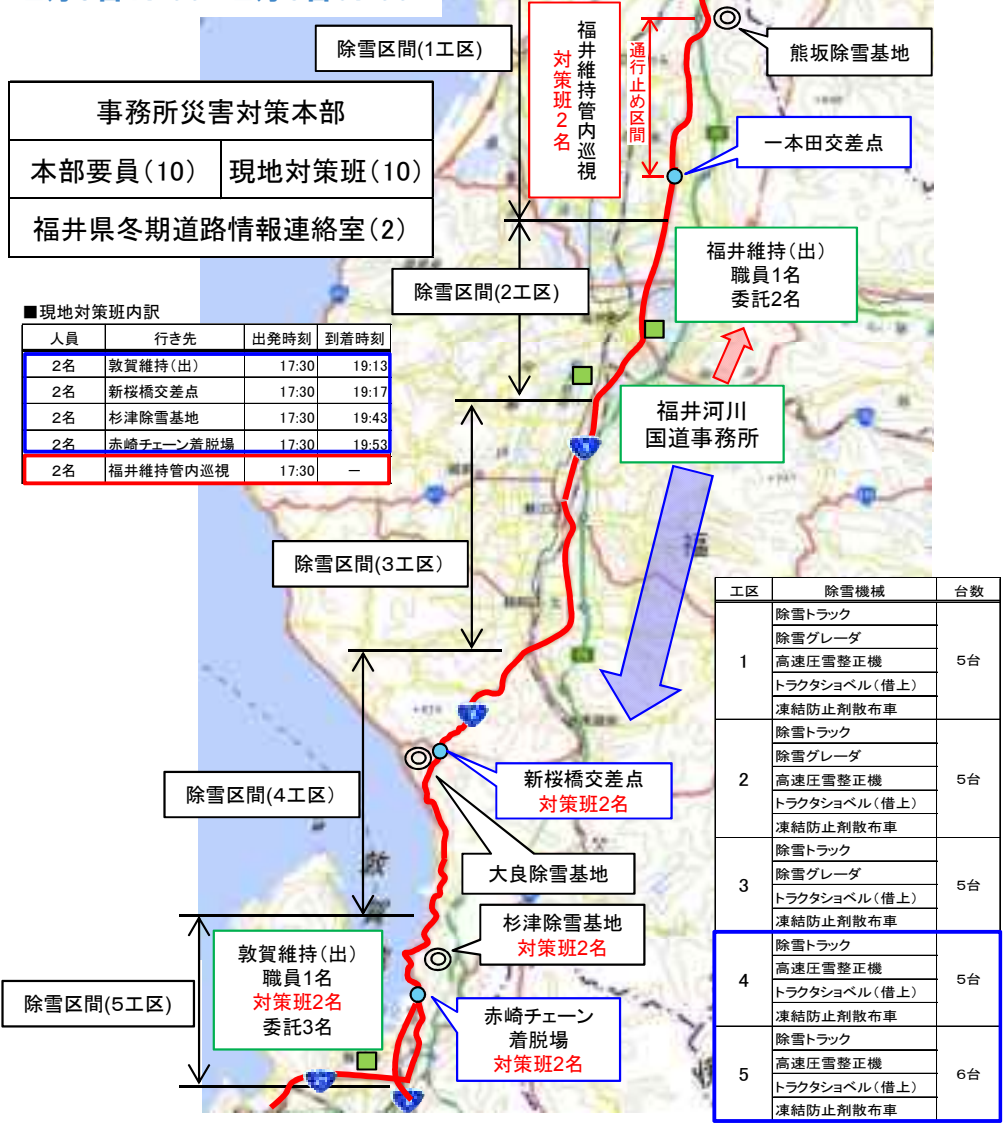 除雪区間(1工区)
福井維持管内巡視
対策班2名
通行止め区間
熊坂除雪基地
事務所災害対策本部
本部要員(10)
現地対策班(10)
福井県冬期道路情報連絡室(2)
一本田交差点
除雪区間(2工区)
福井維持(出)
職員1名
委託2名
■現地対策班内訳
人員 行き先 出発時刻 到着時刻
2名 敦賀維持(出) 17:30 19:13
2名 新桜橋交差点 17:30 19:17
2名 杉津除雪基地 17:30 19:43
2名 赤崎チェーン着脱場 17:30 19:53
2名 福井維持管内巡視 17:30 －
福井河川
国道事務所
除雪区間(3工区)
除雪区間(4工区)
新桜橋交差点
対策班2名
大良除雪基地
杉津除雪基地
対策班2名
敦賀維持(出)
職員1名
対策班2名
委託3名
除雪区間(5工区)
赤崎チェーン
着脱場
対策班2名
工区 除雪機械 台数
1 5台
除雪トラック
除雪グレーダ
高速圧雪整正機
トラクタショベル(借上)
凍結防止剤散布車
2 5台
除雪トラック
除雪グレーダ
高速圧雪整正機
トラクタショベル(借上)
凍結防止剤散布車
3 5台
除雪トラック
除雪グレーダ
トラクタショベル(借上)
凍結防止剤散布車
4 5台
除雪トラック
高速圧雪整正機
トラクタショベル(借上)
凍結防止剤散布車
5 6台
除雪トラック
高速圧雪整正機
トラクタショベル(借上)
凍結防止剤散布車
敦
賀
福